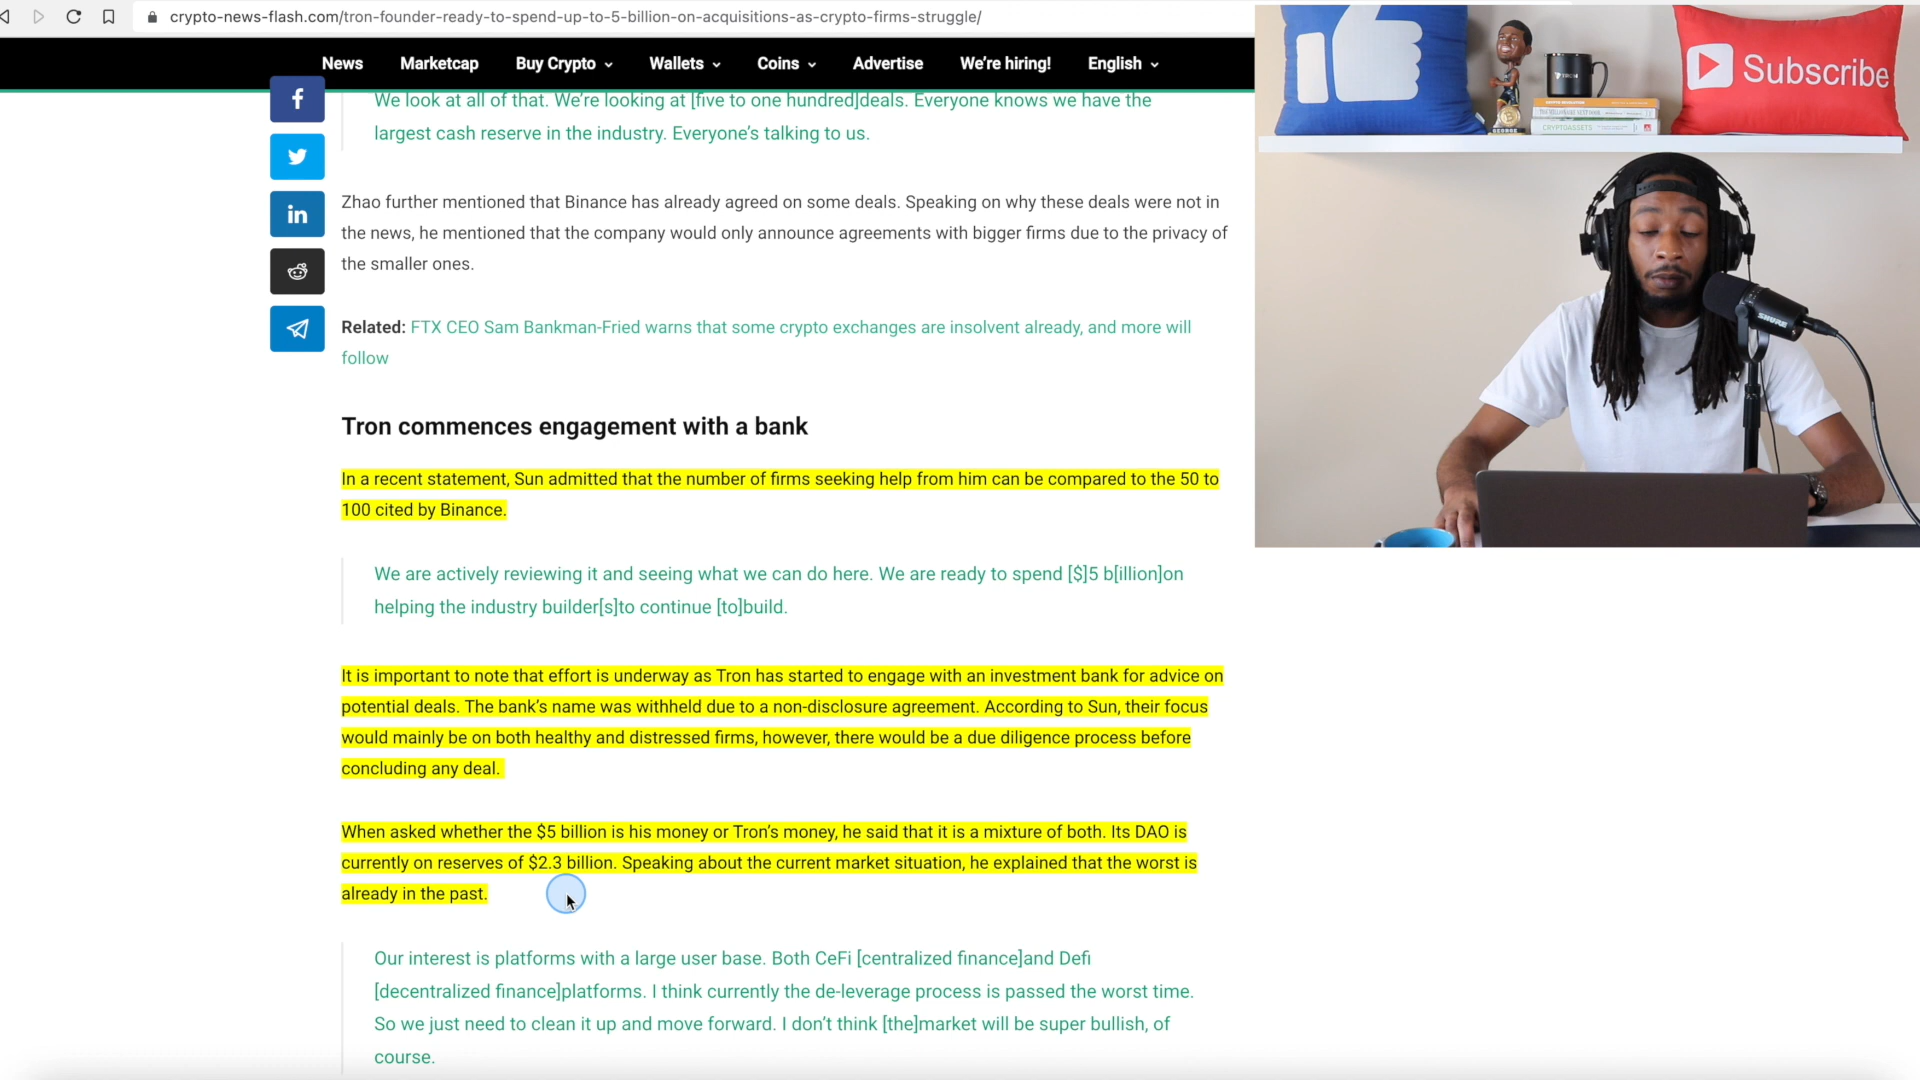 crypto-news-flash.com/tron-founder-ready-to-spend-up-to-5-billion-on-acquisitions-as-crypto-firms-struggle/
News Marketcap Buy Crypto Wallets Coins Advertise We're hiring! English
We look at all of that. We're looking at [five to one hundred]deals. Everyone knows we have the
largest cash reserve in the industry. Everyone's talking to us.
Zhao further mentioned that Binance has already agreed on some deals. Speaking on why these deals were not in
the news, he mentioned that the company would only announce agreements with bigger firms due to the privacy of
the smaller ones.
Related: FTX CEO Sam Bankman-Fried warns that some crypto exchanges are insolvent already, and more will
follow
Tron commences engagement with a bank
In a recent statement, Sun admitted that the number of firms seeking help from him can be compared to the 50 to
100 cited by Binance.
We are actively reviewing it and seeing what we can do here. We are ready to spend [$]5 b[illion]on
helping the industry builder[s]to continue [to]build.
It is important to note that effort is underway as Tron has started to engage with an investment bank for advice on
potential deals. The bank's name was withheld due to a non-disclosure agreement. According to Sun, their focus
would mainly be on both healthy and distressed firms, however, there would be a due diligence process before
concluding any deal.
When asked whether the $5 billion is his money or Tron's money, he said that it is a mixture of both. Its DAO is
currently on reserves of $2.3 billion. Speaking about the current market situation, he explained that the worst is
already in the past.
Our interest is platforms with a large user base. Both CeFi [centralized finance]and Defi
[decentralized finance]platforms. I think currently the de-leverage process is passed the worst time.
So we just need to clean it up and move forward. I don't think [the]market will be super bullish, of
course.
Subscribe
TRON
CRYPTOASSETS
GEORGE
SHURE